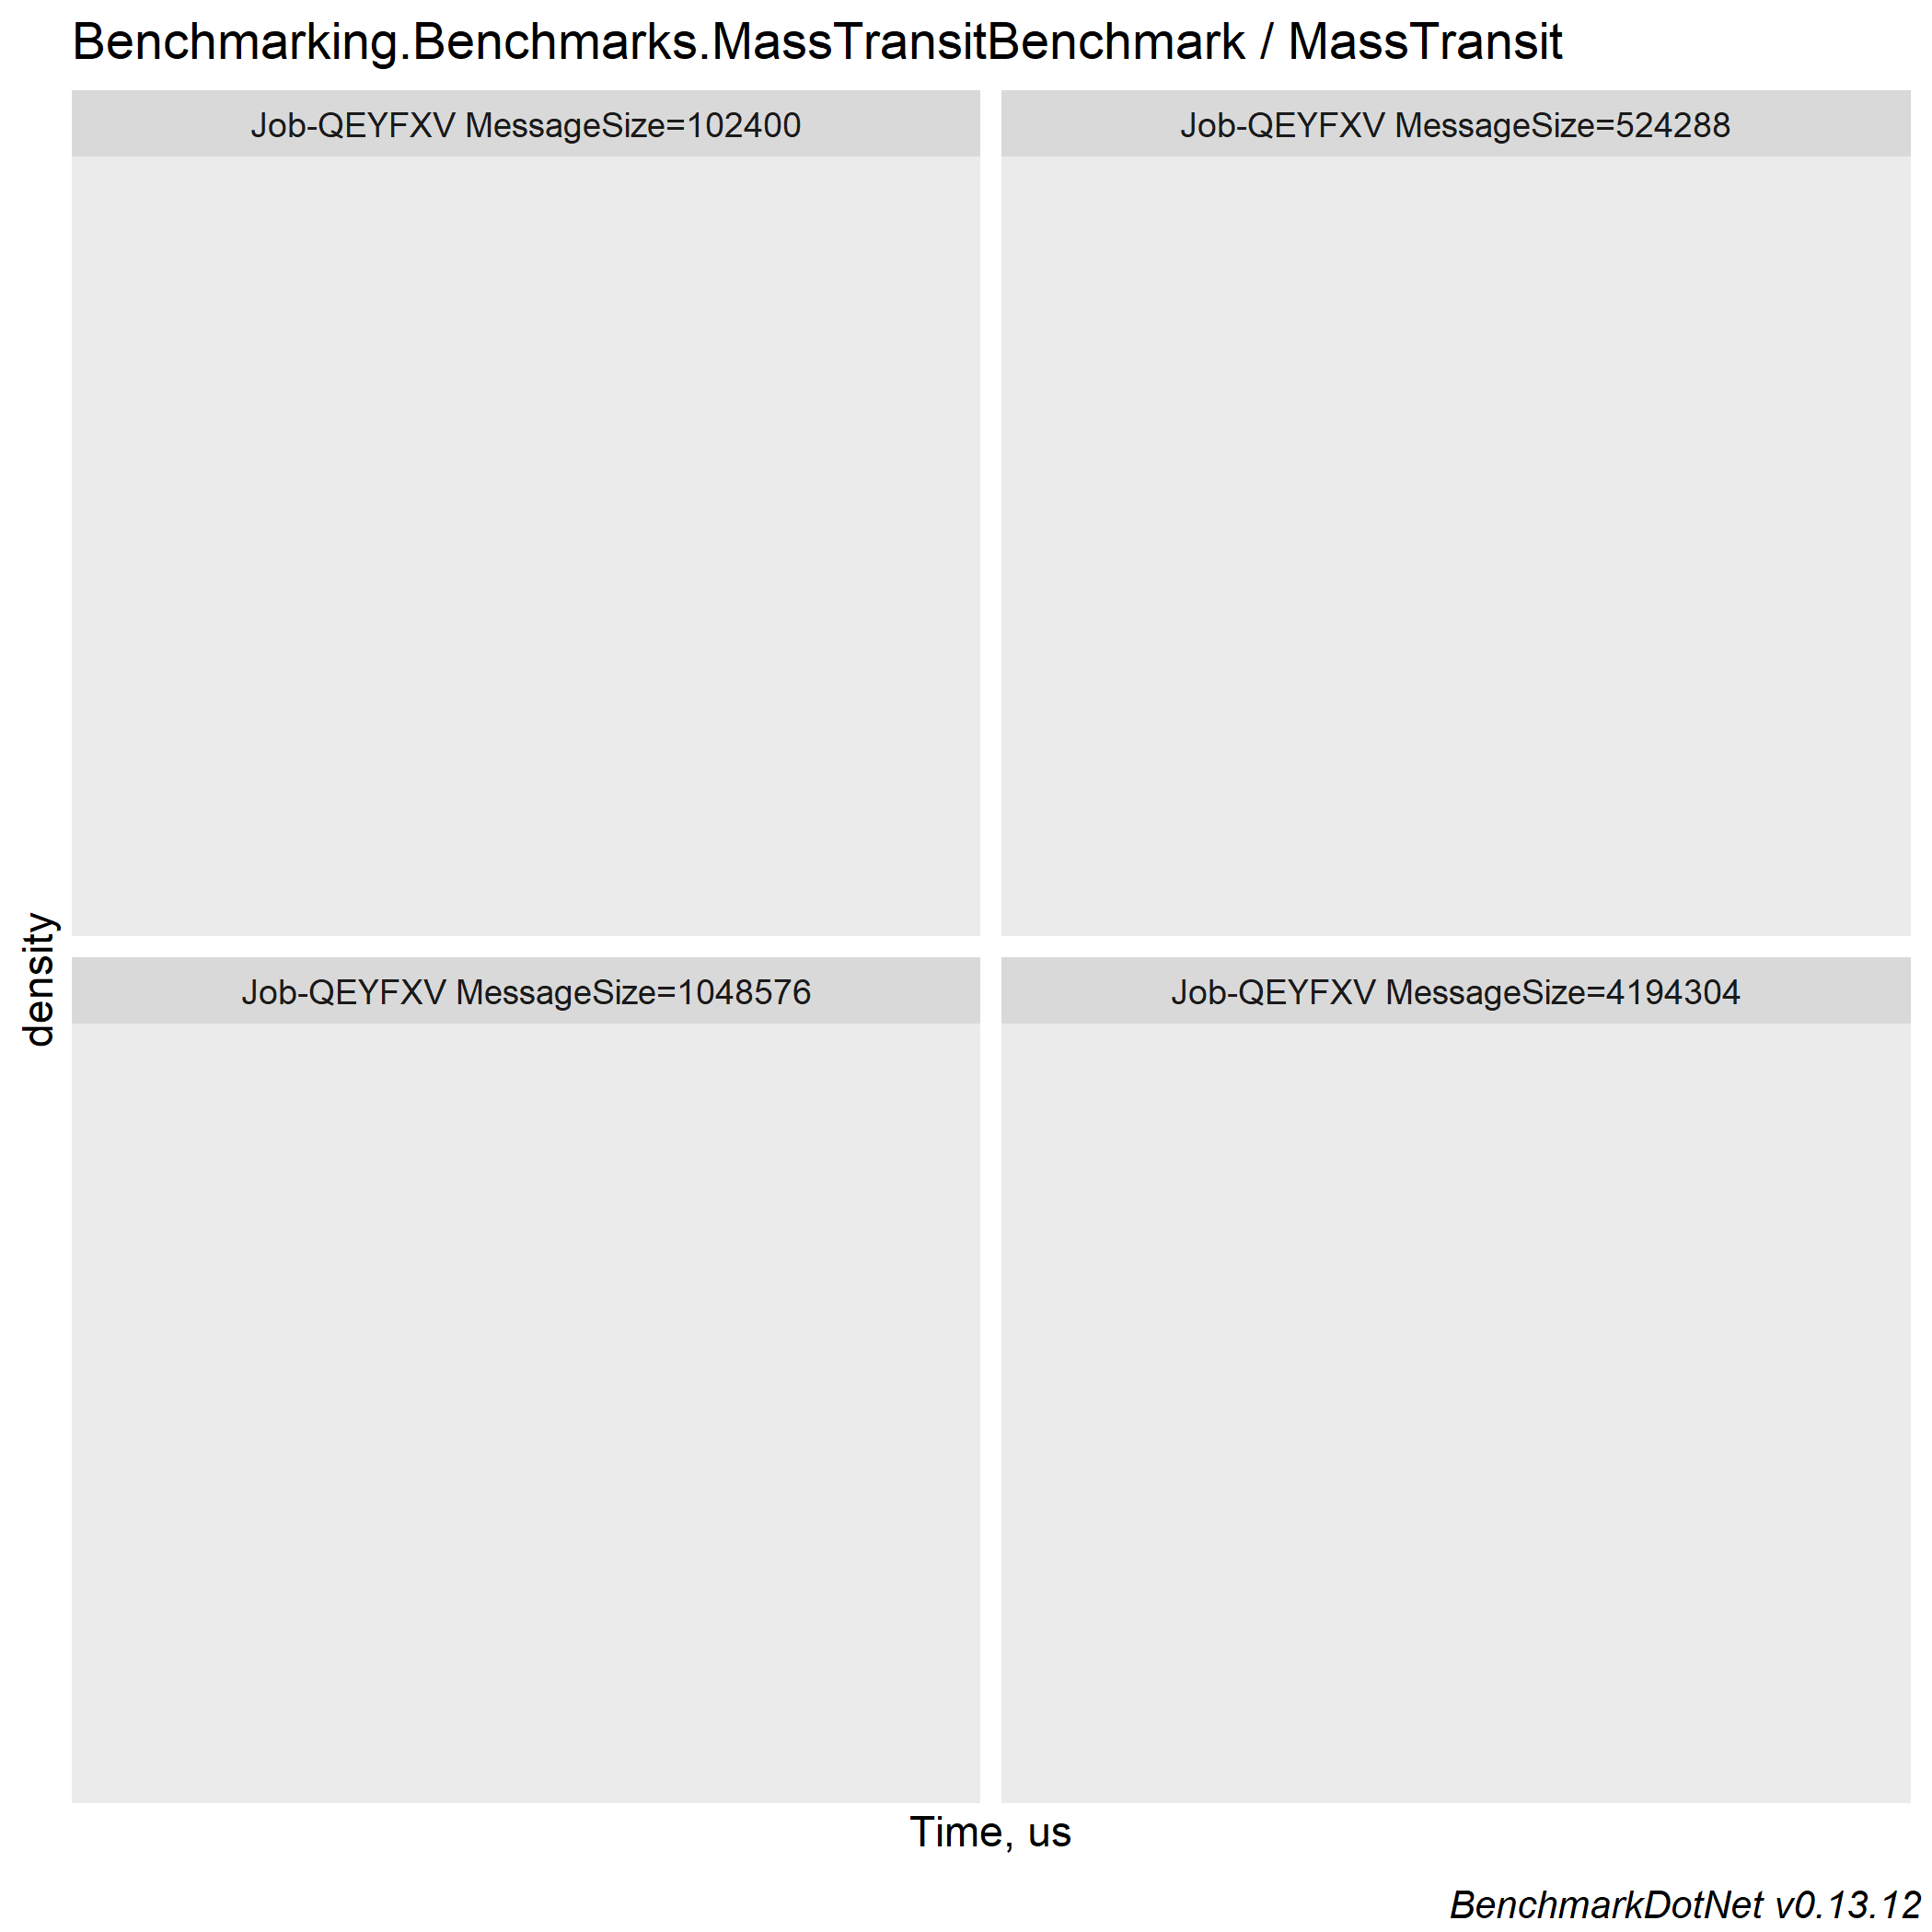 Benchmarking.Benchmarks.MassTransitBenchmark / MassTransit
Job-QEYFXV MessageSize=102400
Job-QEYFXV MessageSize=524288
density
Job-QEYFXV MessageSize=1048576
Job-QEYFXV MessageSize=4194304
Time, us
BenchmarkDotNet v0.13.12